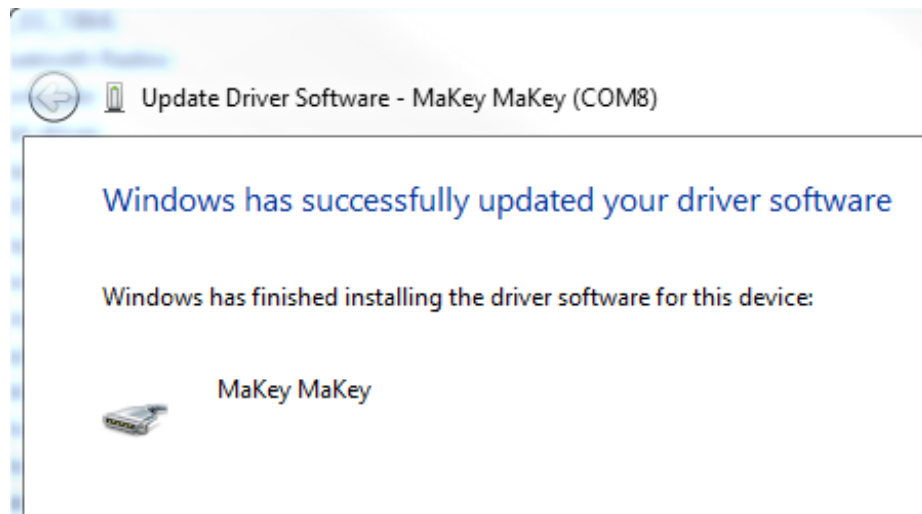 Update Driver Software - MaKey MaKey (COM8)
Windows has successfully updated your driver software
Windows has finished installing the driver software for this device:
MaKey MaKey